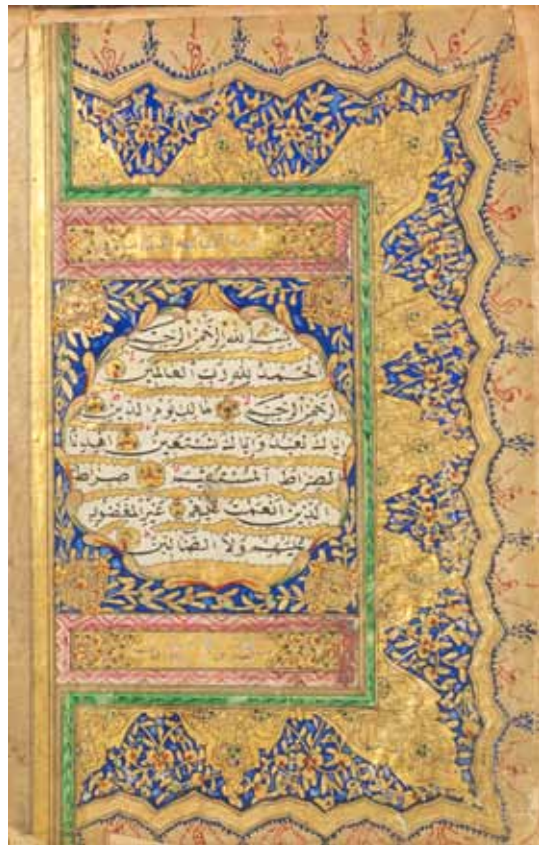 بسم الله الرحمن الرحيم
الحمد لله رب العالمين
الرحمن الرحيم مالك يوم الدين
اياك نعبد واياك نستعين اهدنا
الصراط المستقيم صراط
الذين انعمت عليهم غير المغضوب
عليهم ولا الضالين